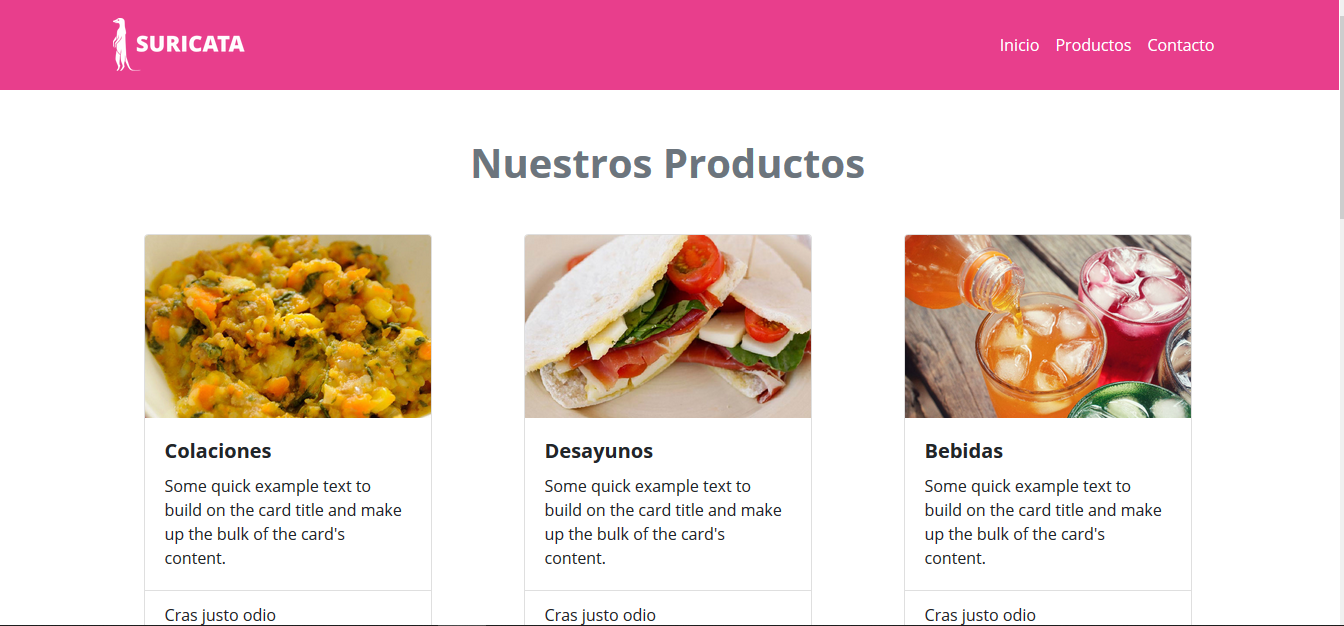 SURICATA
Inicio Productos Contacto
Nuestros Productos
Colaciones
Some quick example text to
build on the card title and make
up the bulk of the card's
content.
Cras justo odio
Desayunos
Some quick example text to
build on the card title and make
up the bulk of the card's
content.
Cras justo odio
Bebidas
Some quick example text to
build on the card title and make
up the bulk of the card's
content.
Cras justo odio